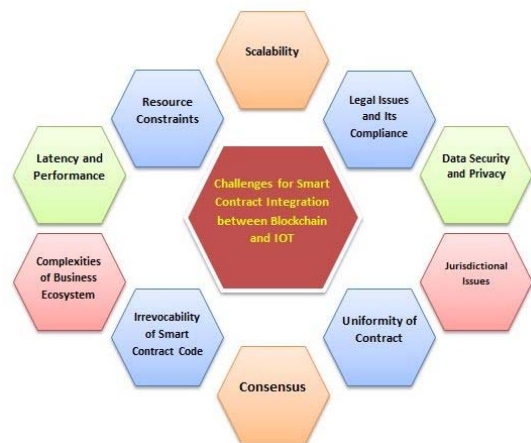 Scalability
Resource
Constraints
Legal Issues
and Its
Compliance
Latency and
Performance
Challenges for Smart
Contract Integration
between Blockchain
and IOT
Data Security
and Privacy
Complexities
of Business
Ecosystem
Jurisdictional
Issues
Irrevocability
of Smart
Contract Code
Uniformity of
Contract
Consensus